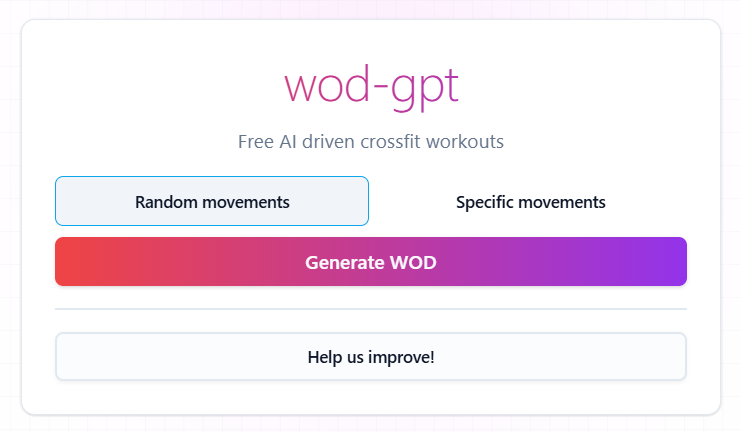 wod-gpt
Free AI driven crossfit workouts
Random movements
Specific movements
Generate WOD
Help us improve!